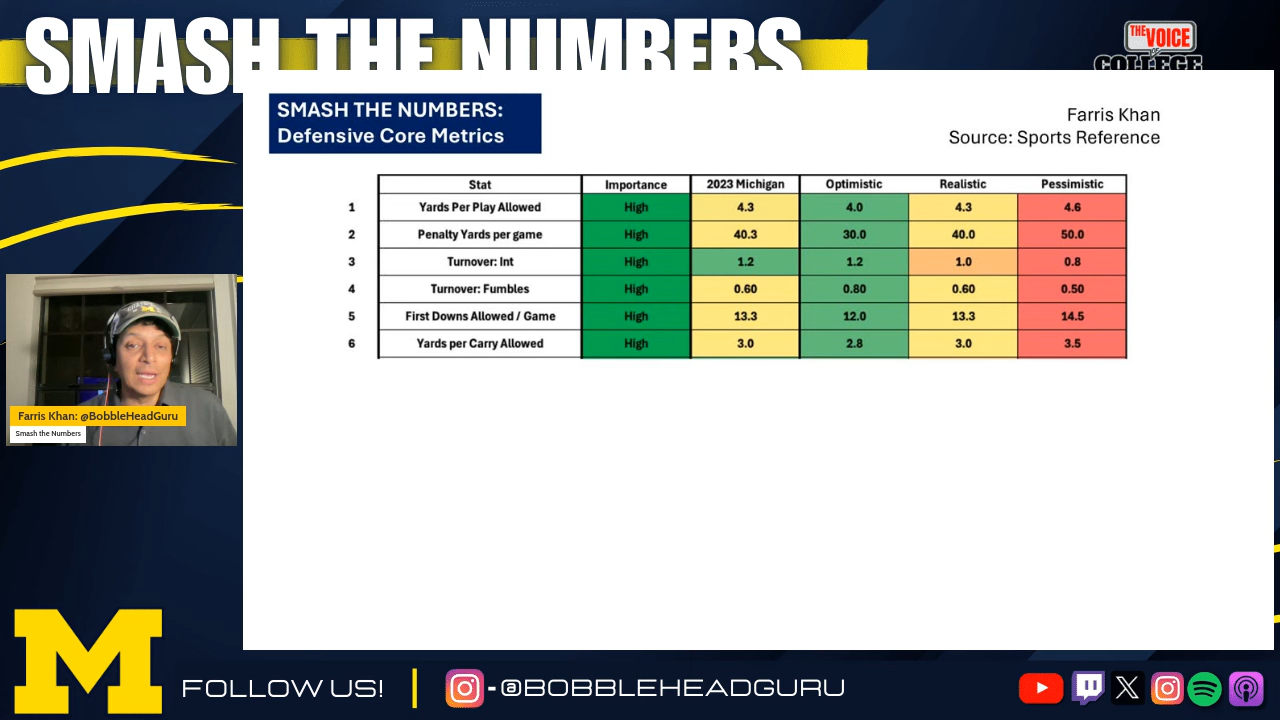 SMASH THE NUMBERS
THE VOICE
OF
COLLEGE
SMASH THE NUMBERS:
Defensive Core Metrics
Farris Khan
Source: Sports Reference
Stat Importance 2023 Michigan Optimistic Realistic Pessimistic
1 Yards Per Play Allowed High 4.3 4.0 4.3 4.6
2 Penalty Yards per game High 40.3 30.0 40.0 50.0
3 Turnover: Int High 1.2 1.2 1.0 0.8
4 Turnover: Fumbles High 0.60 0.80 0.60 0.50
5 First Downs Allowed / Game High 13.3 12.0 13.3 14.5
6 Yards per Carry Allowed High 3.0 2.8 3.0 3.5
Farris Khan: @BobbleHeadGuru
Smash the Numbers
M
FOLLOW US! - @BOBBLEHEADGURU